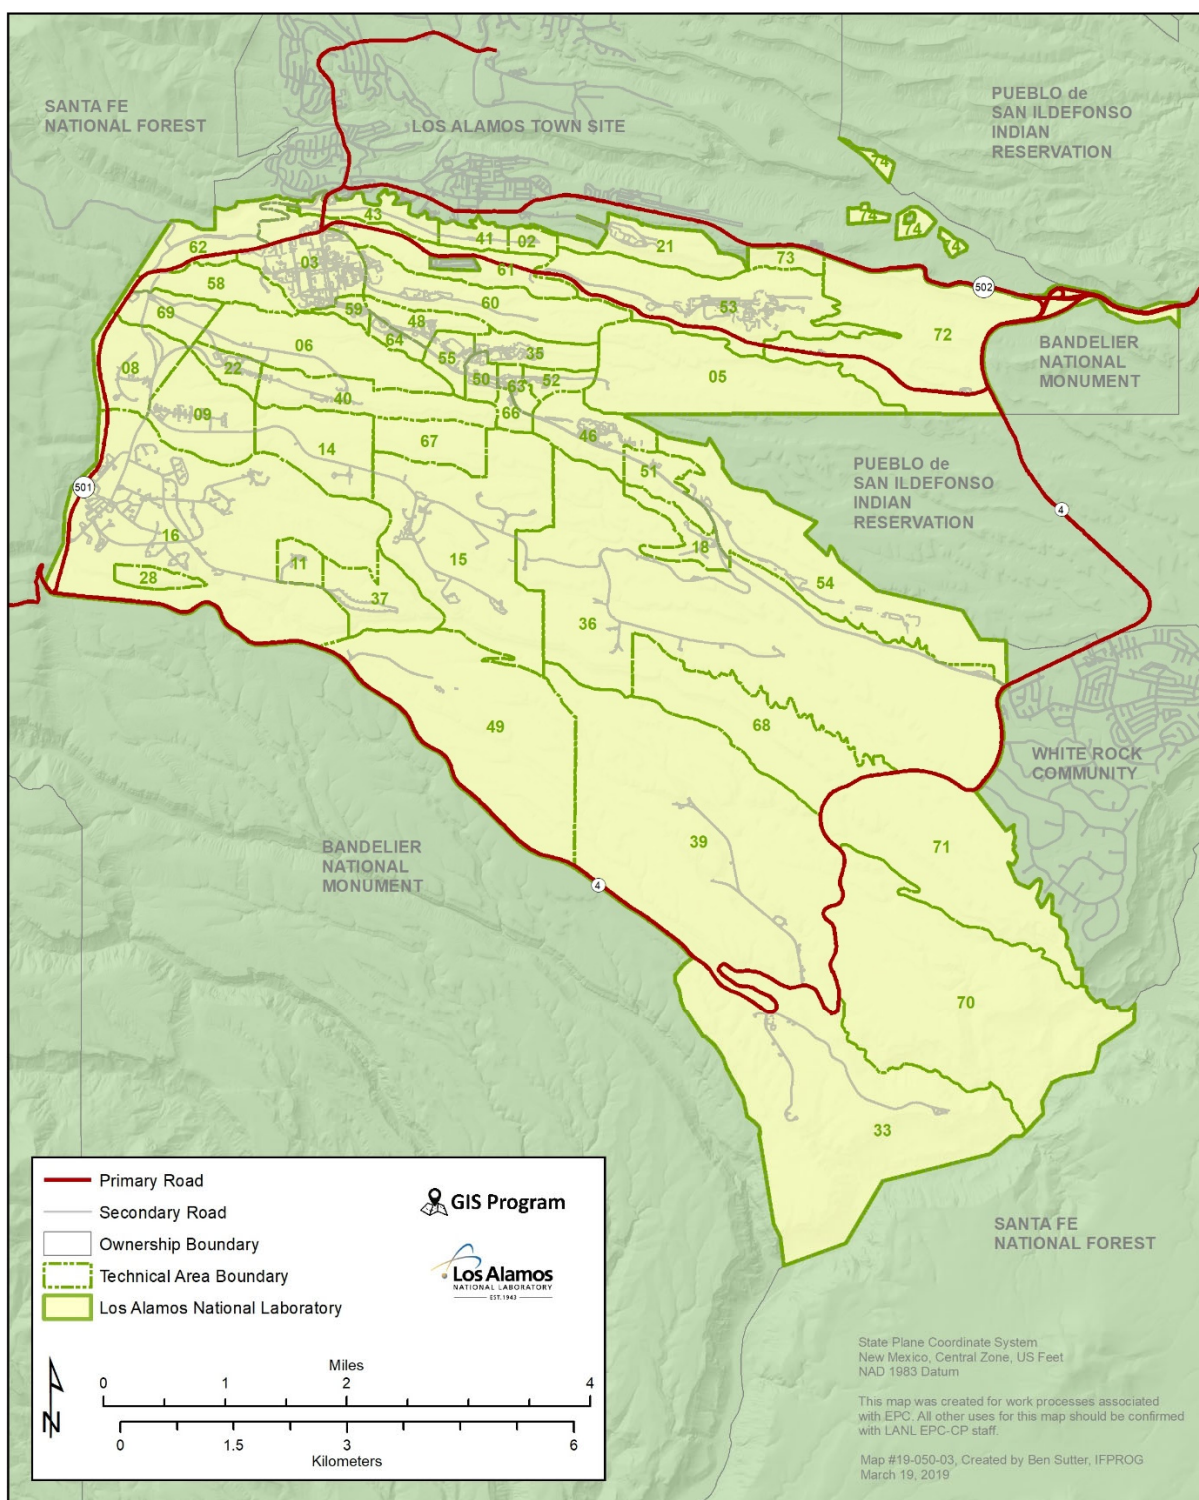 SANTA FE
NATIONAL FOREST
LOS ALAMOS TOWN SITE
PUEBLO de
SAN ILDEFONSO
INDIAN
RESERVATION
74
74
74
74
43
41
02
21
73
62
03
61
58
502
53
60
59
48
69
64
06
35
72
BANDELIER
NATIONAL
MONUMENT
08
22
55
50
63
52
05
40
09
66
67
46
14
51
PUEBLO de
SAN ILDEFONSO
INDIAN
RESERVATION
501
4
16
15
18
11
28
54
37
36
49
68
WHITE ROCK
COMMUNITY
39
71
BANDELIER
NATIONAL
MONUMENT
4
70
33
SANTA FE
NATIONAL FOREST
Primary Road
Secondary Road
Ownership Boundary
Technical Area Boundary
Los Alamos National Laboratory
GIS Program
Los Alamos
NATIONAL LABORATORY
EST. 1943
N
Miles
0 1 2 4
0 1.5 3 6
Kilometers
State Plane Coordinate System
New Mexico, Central Zone, US Feet
NAD 1983 Datum
This map was created for work processes associated
with EPC. All other uses for this map should be confirmed
with LANL EPC-CP staff.
Map #19-050-03, Created by Ben Sutter, IFPROG
March 19, 2019